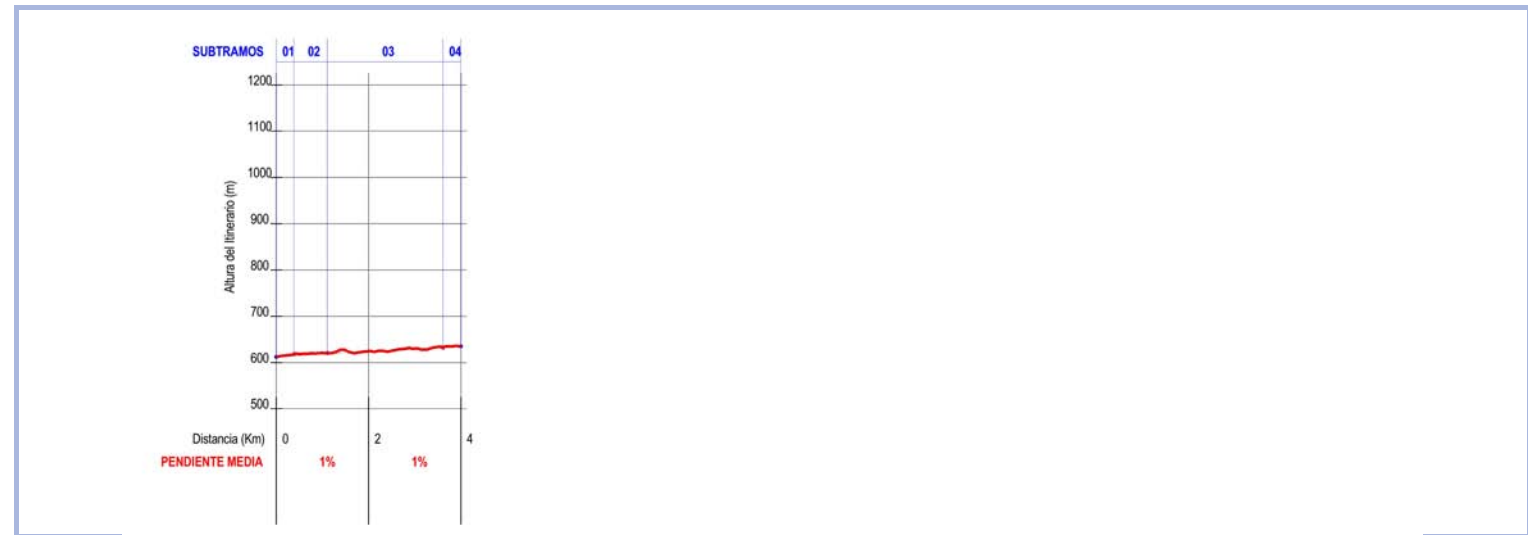 SUBTRAMOS 01 02 03 04
1200
1100
1000
900
800
700
600
500
Altura del Itinerario (m)
Distancia (Km) 0 2 4
PENDIENTE MEDIA 1% 1%